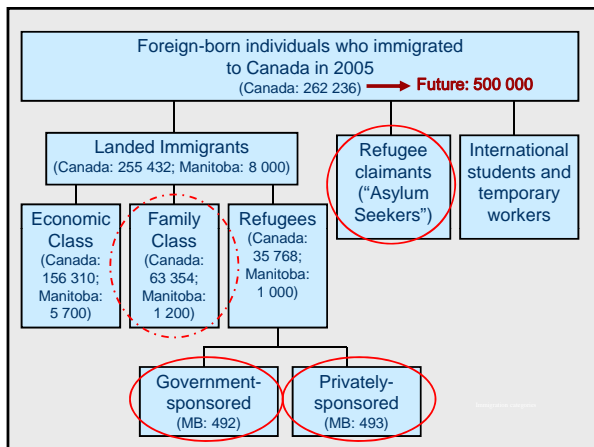 Foreign-born individuals who immigrated
to Canada in 2005
(Canada: 262 236) Future: 500 000
Landed Immigrants
(Canada: 255 432; Manitoba: 8 000)
Refugee
claimants
("Asylum
Seekers")
International
students and
temporary
workers
Economic
Class
(Canada:
156 310;
Manitoba:
5 700)
Family
Class
(Canada:
63 354;
Manitoba:
1 200)
Refugees
(Canada:
35 768;
Manitoba:
1 000)
Government-
sponsored
(MB: 492)
Privately-
sponsored
(MB: 493)